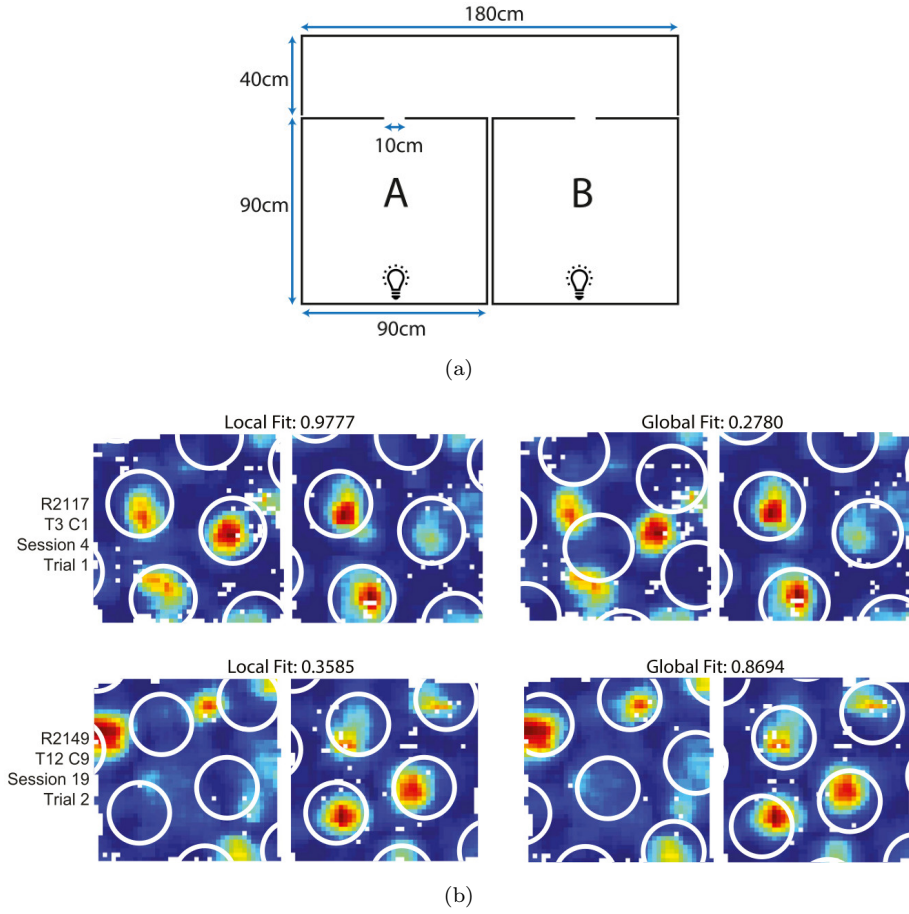 180cm
40cm
10cm
90cm
A
B
90cm
(a)
Local Fit: 0.9777
Global Fit: 0.2780
R2117
T3 C1
Session 4
Trial 1
Local Fit: 0.3585
Global Fit: 0.8694
R2149
T12 C9
Session 19
Trial 2
(b)